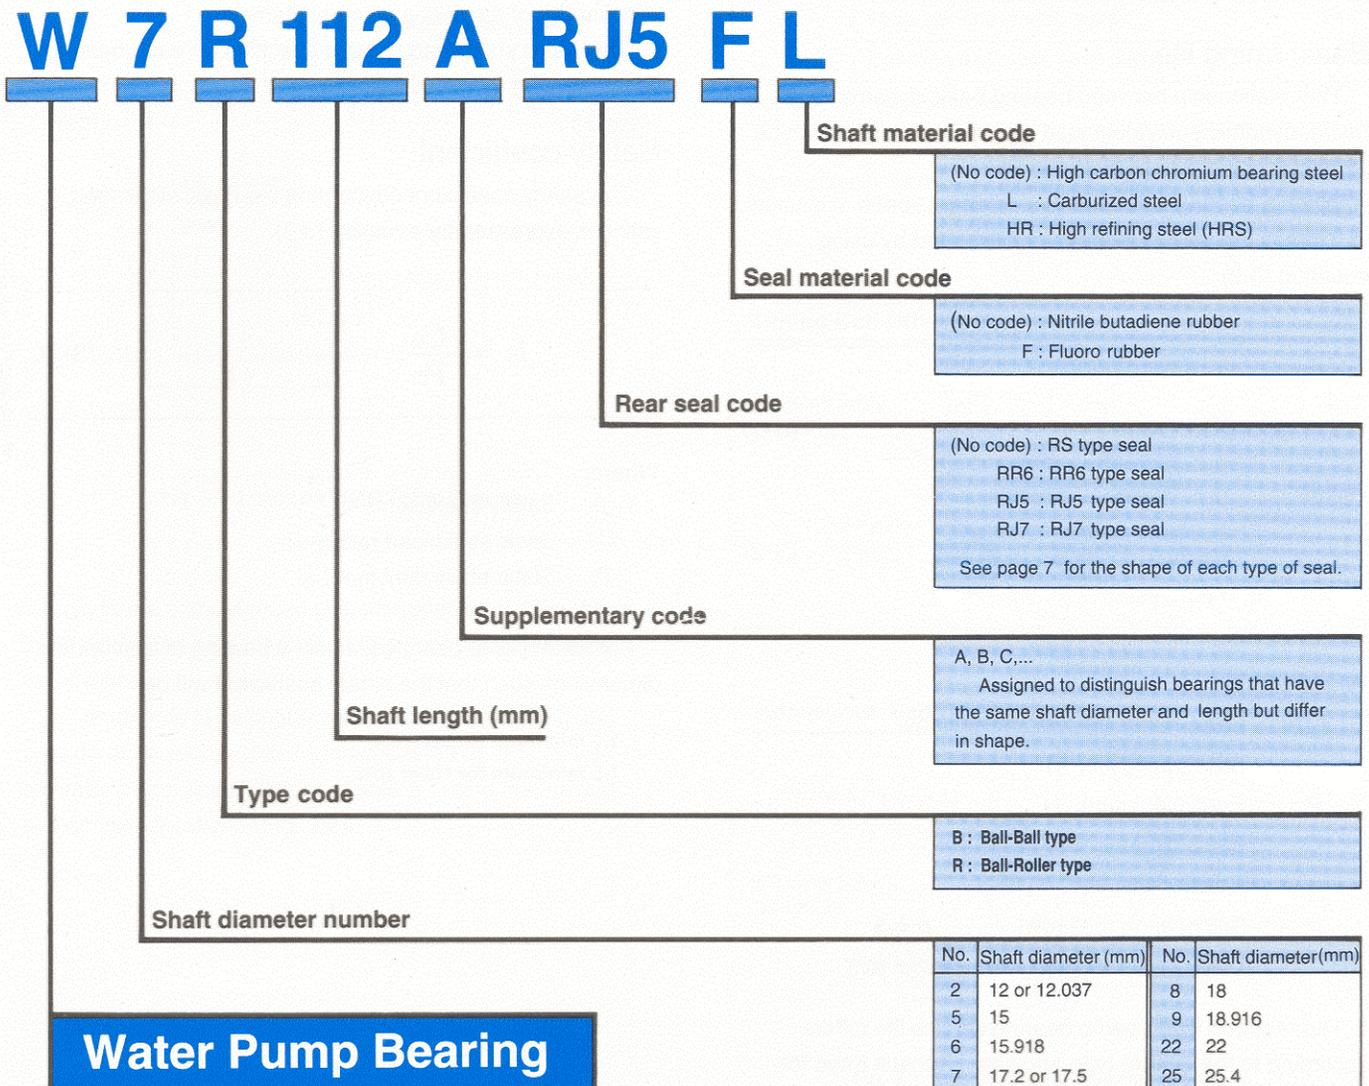 W 7 R 112 A RJ5 F L
Shaft material code
(No code) : High carbon chromium bearing steel
L : Carburized steel
HR : High refining steel (HRS)
Seal material code
(No code) : Nitrile butadiene rubber
F : Fluoro rubber
Rear seal code
(No code) : RS type seal
RR6 : RR6 type seal
RJ5 : RJ5 type seal
RJ7 : RJ7 type seal
See page 7 for the shape of each type of seal.
Supplementary code
A, B, C,...
Assigned to distinguish bearings that have
the same shaft diameter and length but differ
in shape.
Shaft length (mm)
Type code
B : Ball-Ball type
R : Ball-Roller type
Shaft diameter number
No. Shaft diameter (mm) No. Shaft diameter(mm)
2 12 or 12.037 8 18
5 15 9 18.916
6 15.918 22 22
7 17.2 or 17.5 25 25.4
Water Pump Bearing